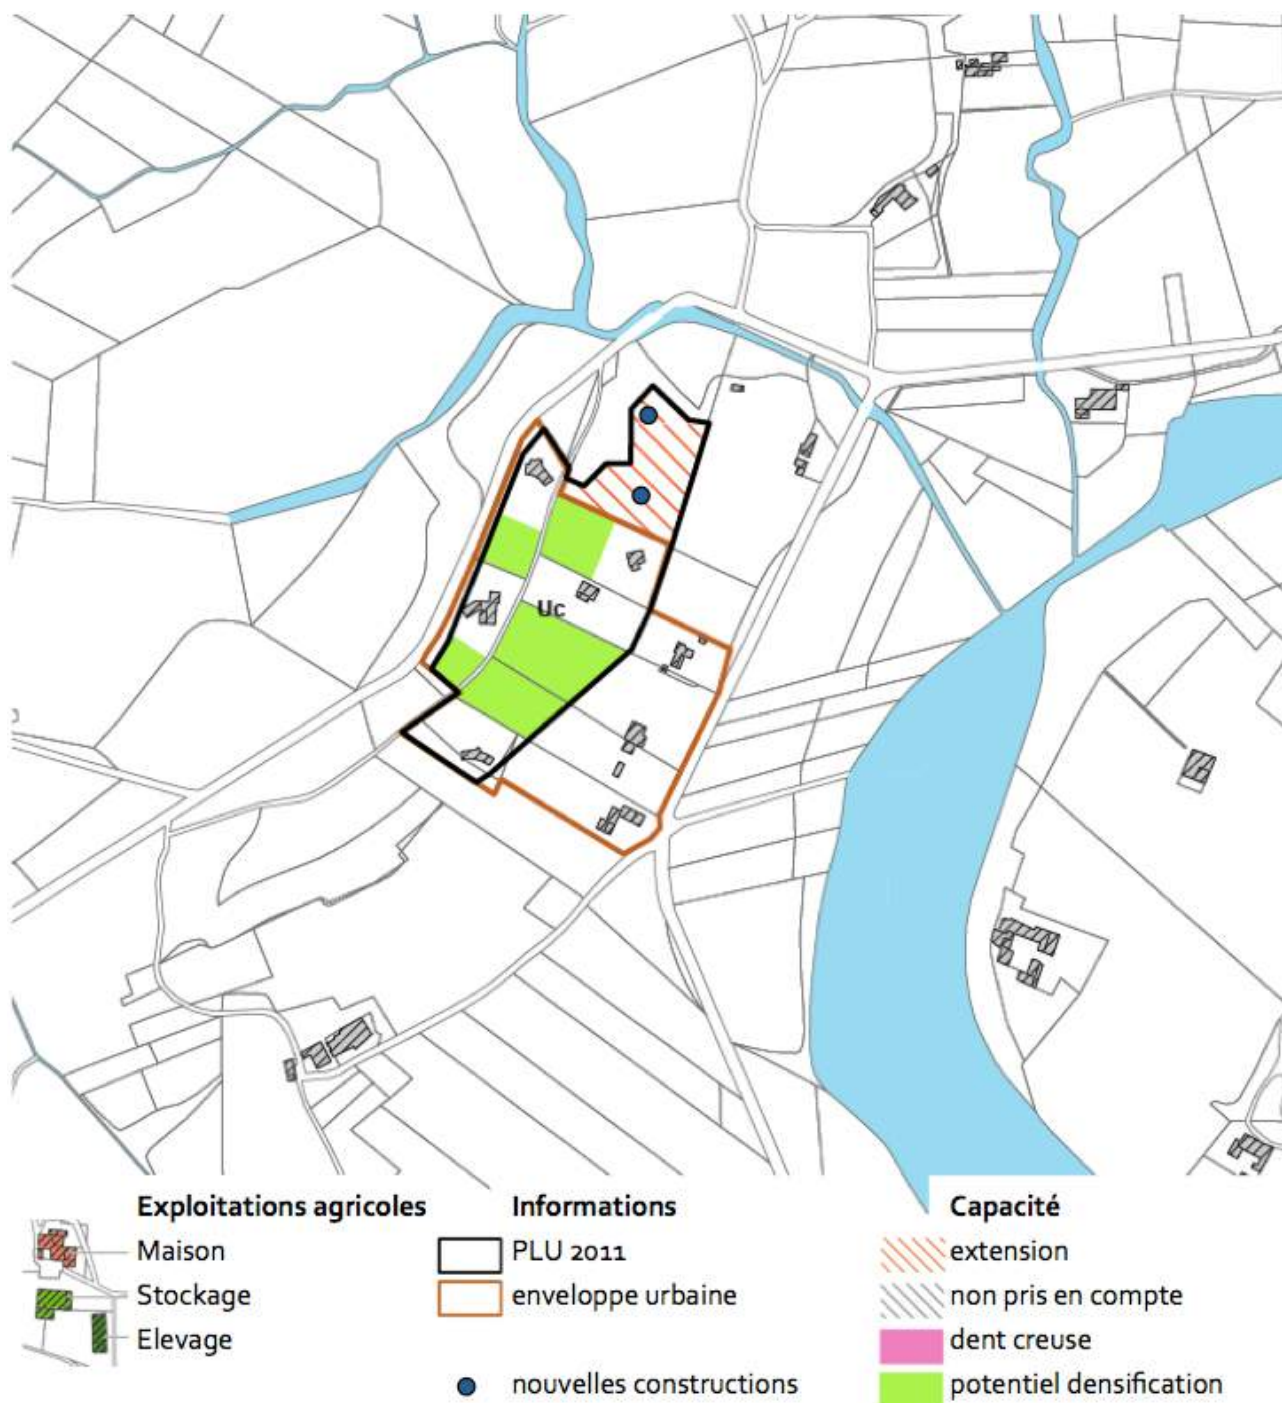 Uc
Exploitations agricoles
Maison
Stockage
Elevage
Informations
PLU 2011
enveloppe urbaine
nouvelles constructions
Capacité
extension
non pris en compte
dent creuse
potentiel densification